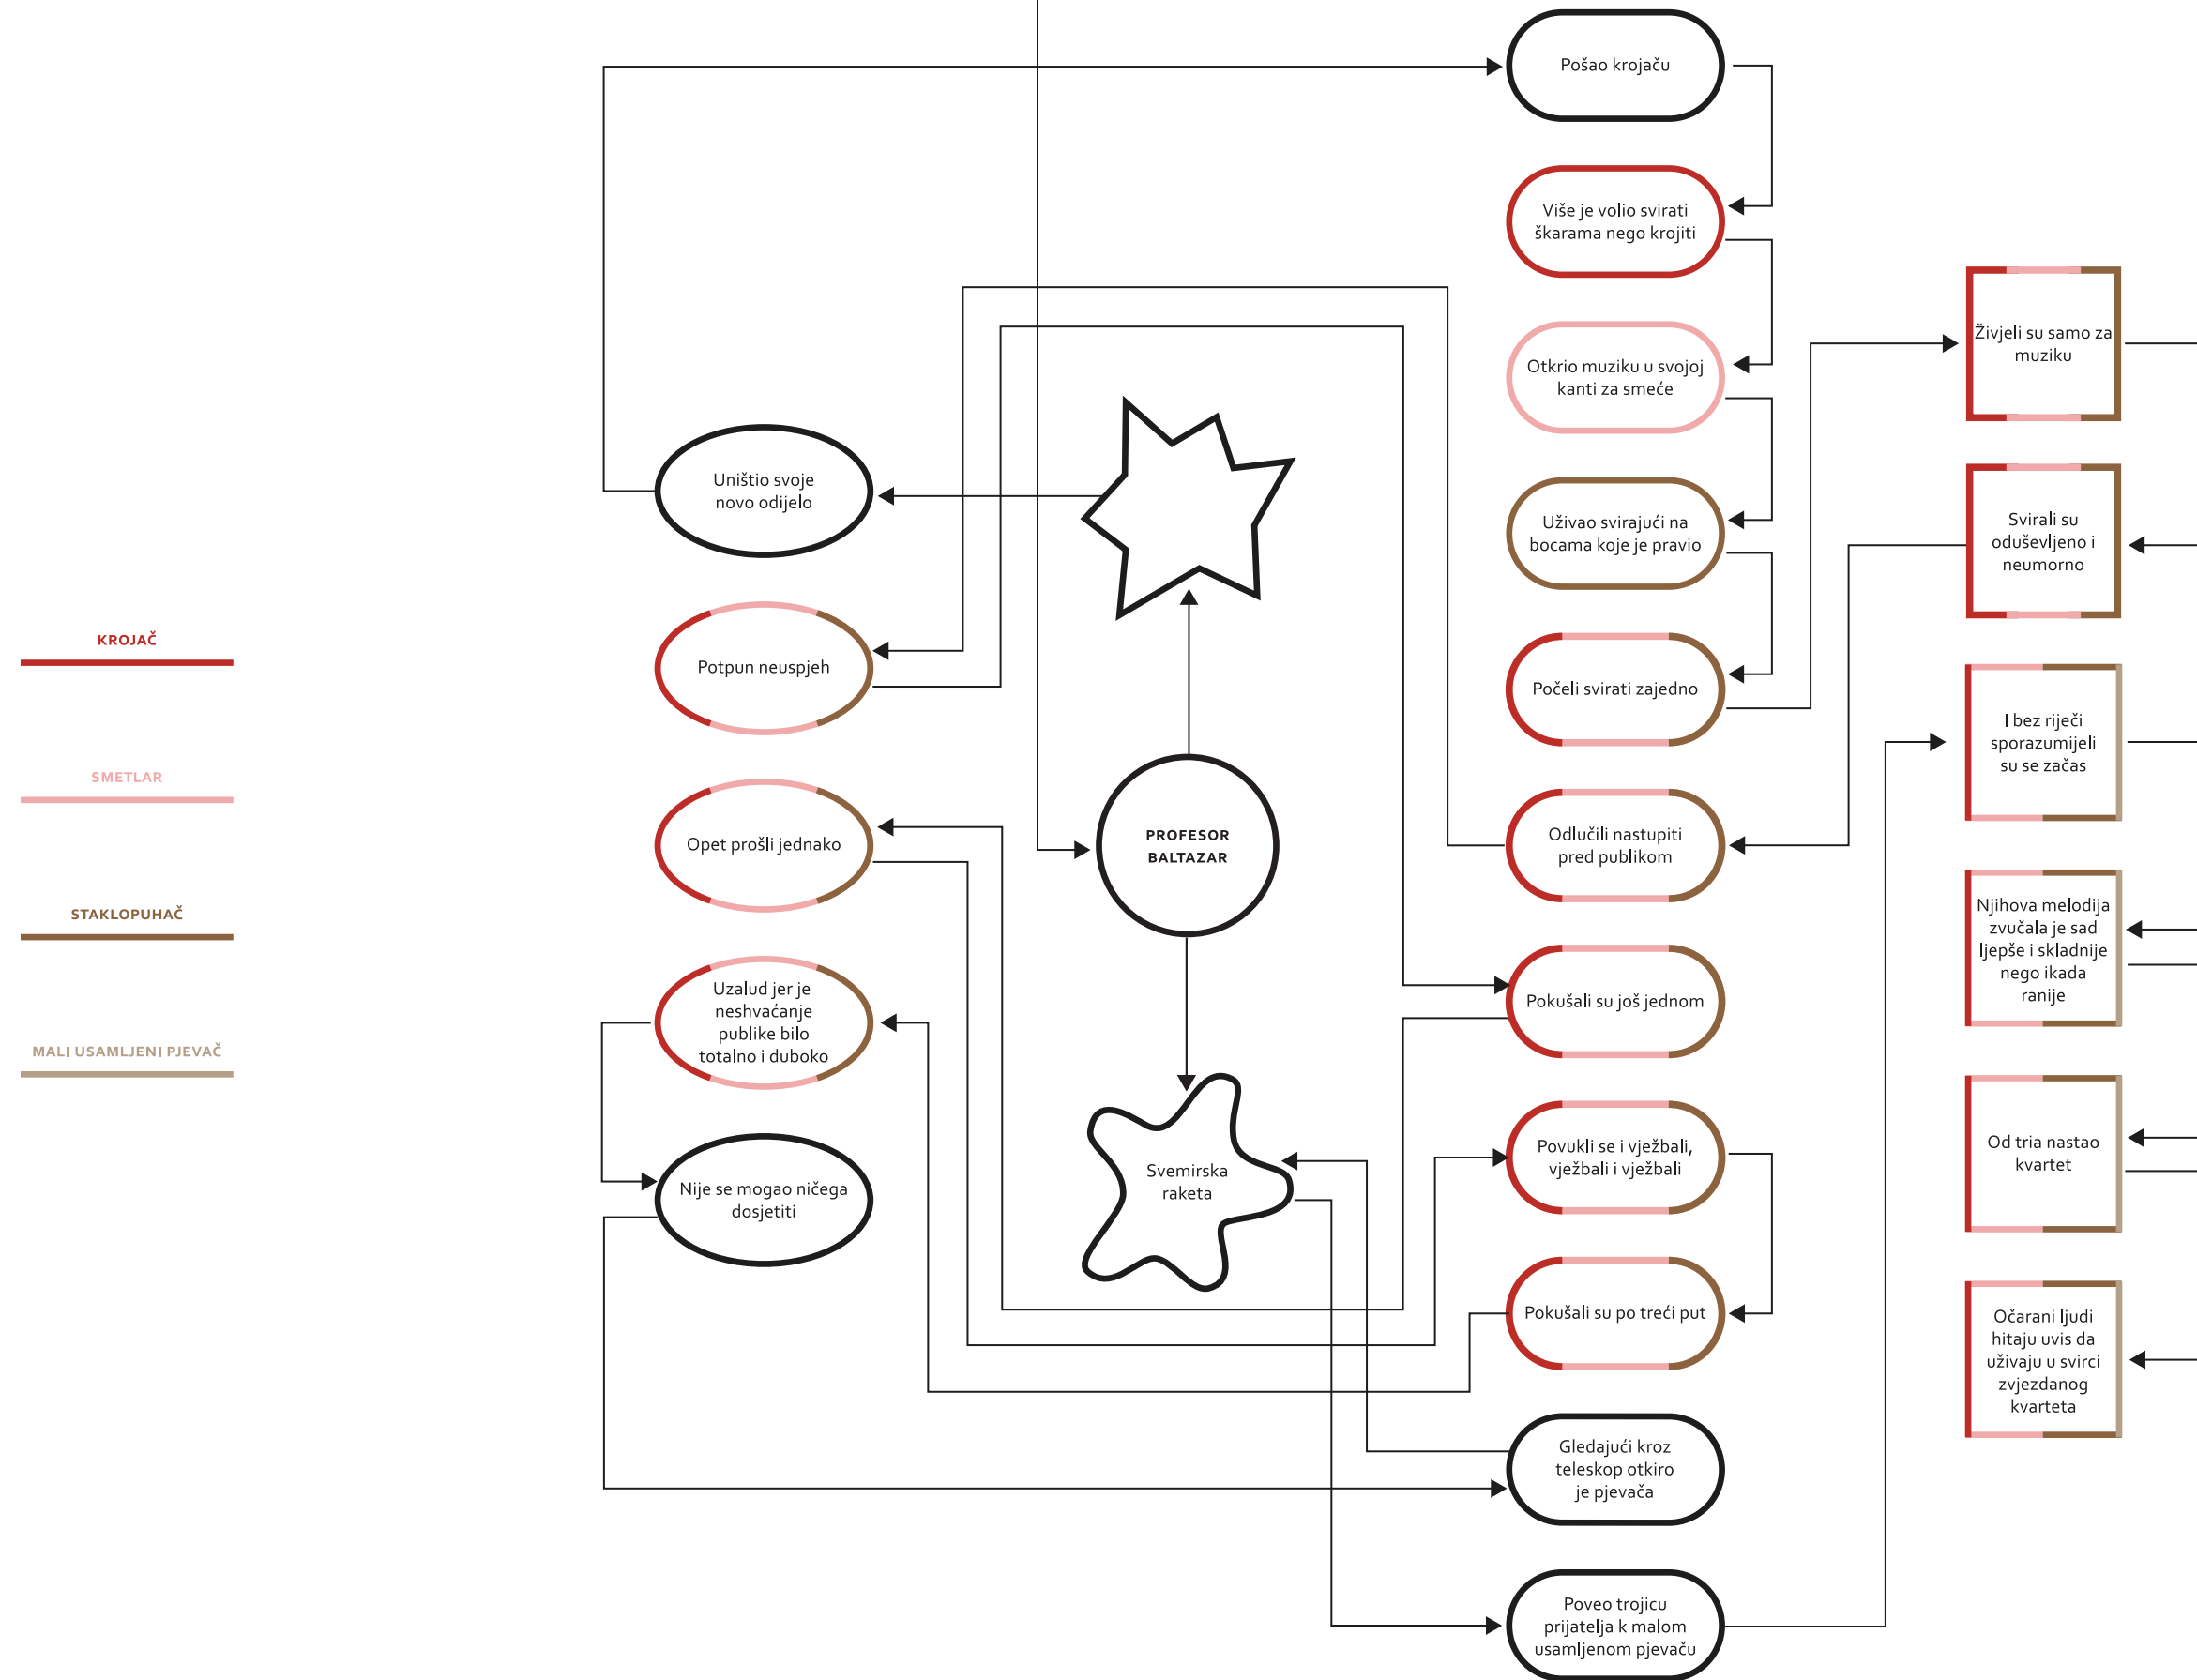 KROJAČ
SMETLAR
STAKLOPUHAČ
MALI USAMLJENI PJEVAČ
Uništio svoje
novo odijelo
Potpun neuspjeh
Opet prošli jednako
Uzalud jer je
neshvaćanje
publike bilo
totalno i duboko
Nije se mogao ničega
dosjetiti
PROFESOR
BALTAZAR
Svemirska
raketa
Pošao krojaču
Više je volio svirati
škarama nego krojiti
Otkrio muziku u svojoj
kanti za smeće
Uživao svirajući na
bocama koje je pravio
Počeli svirati zajedno
Odlučili nastupiti
pred publikom
Pokušali su još jednom
Povukli se i vježbali,
vježbali i vježbali
Pokušali su po treći put
Gledajući kroz
teleskop otkiro
je pjevača
Poveo trojicu
prijatelja k malom
usamljenom pjevaču
Živjeli su samo za
muziku
Svirali su
oduševljeno i
neumorno
I bez riječi
sporazumijeli
su se začas
Njihova melodija
zvučala je sad
ljepše i skladnije
nego ikada
ranije
Od tria nastao
kvartet
Očarani ljudi
hitaju uvis da
uživaju u svirci
zvjezdanog
kvarteta